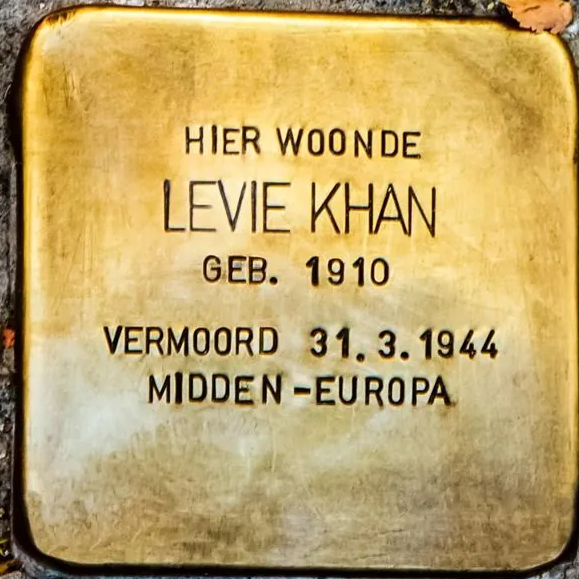 HIER WOONDE
LEVIE KHAN
GEB. 1910
VERMOORD 31.3.1944
MIDDEN-EUROPA